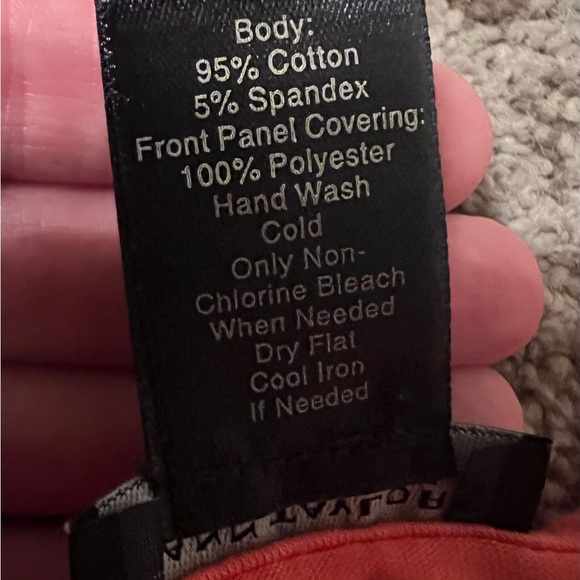 Body:
95% Cotton
5% Spandex
Front Panel Covering:
100% Polyester
Hand Wash
Cold
Only Non-
Chlorine Bleach
When Needed
Dry Flat
Cool Iron
If Needed